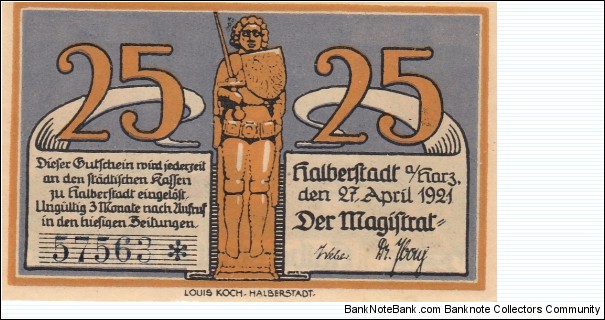 25 25
Dieser Gutschein wird jederzeit
an den städtischen Kassen
zu Halberstadt eingelöst.
Ungültig 3 Monate nach Aufruf
in den hiesigen Zeitungen.
57563 *
Halberstadt a/Harz,
den 27. April 1921
Der Magistrat
Dr.
LOUIS KOCH - HALBERSTADT
BankNoteBank.com Banknote Collectors Community